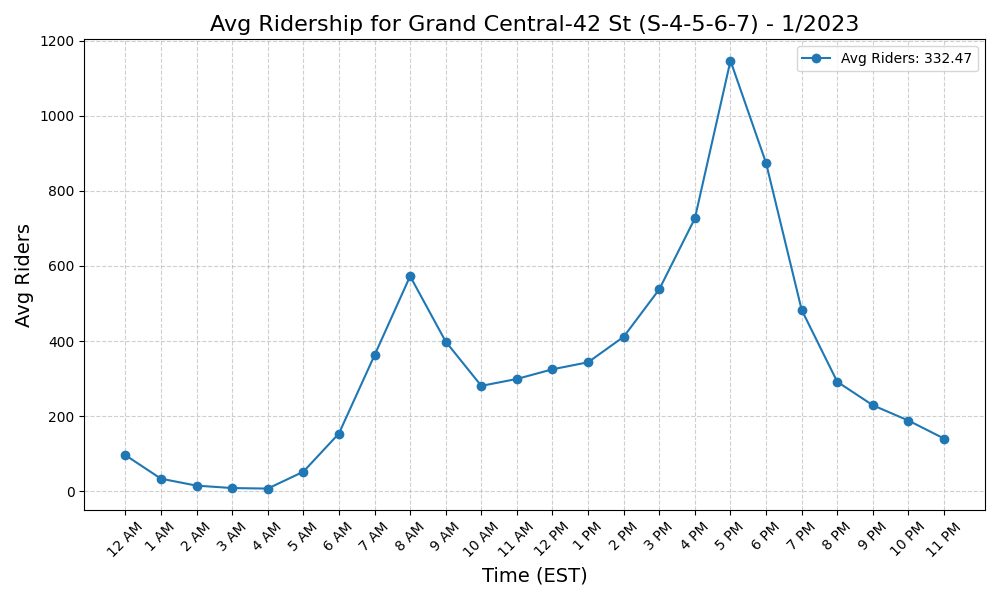 Avg Ridership for Grand Central-42 St (S-4-5-6-7) - 1/2023
Avg Riders: 332.47
1200
1000
800
600
400
200
0
Avg Riders
12 AM
1 AM
2 AM
3 AM
4 AM
5 AM
6 AM
7 AM
8 AM
9 AM
10 AM
11 AM
12 PM
1 PM
2 PM
3 PM
4 PM
5 PM
6 PM
7 PM
8 PM
9 PM
10 PM
11 PM
Time (EST)